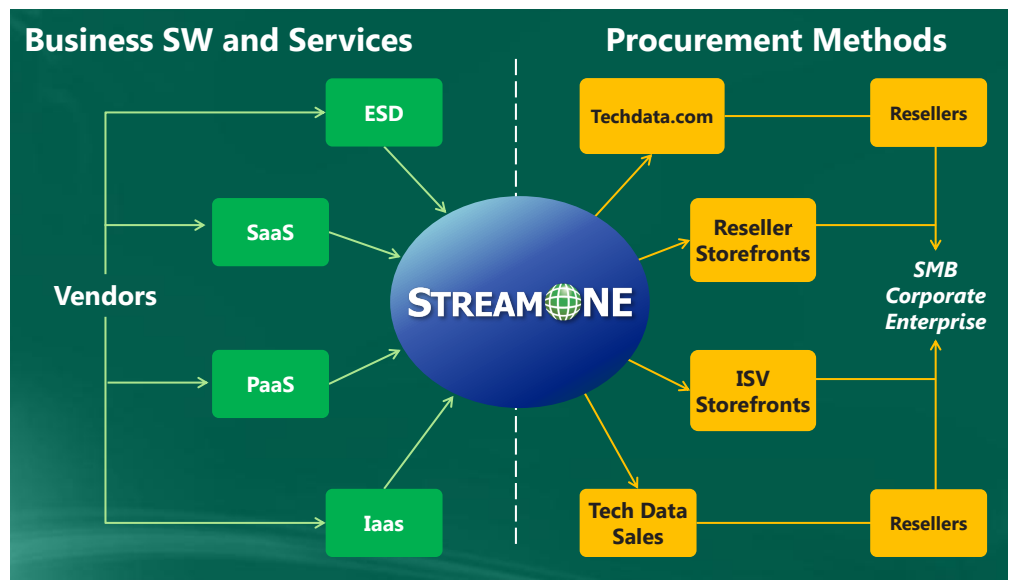 Business SW and Services
Procurement Methods
ESD
Techdata.com
Resellers
SaaS
Reseller
Storefronts
SMB
Corporate
Enterprise
Vendors
STREAMONE
PaaS
ISV
Storefronts
Iaas
Tech Data
Sales
Resellers